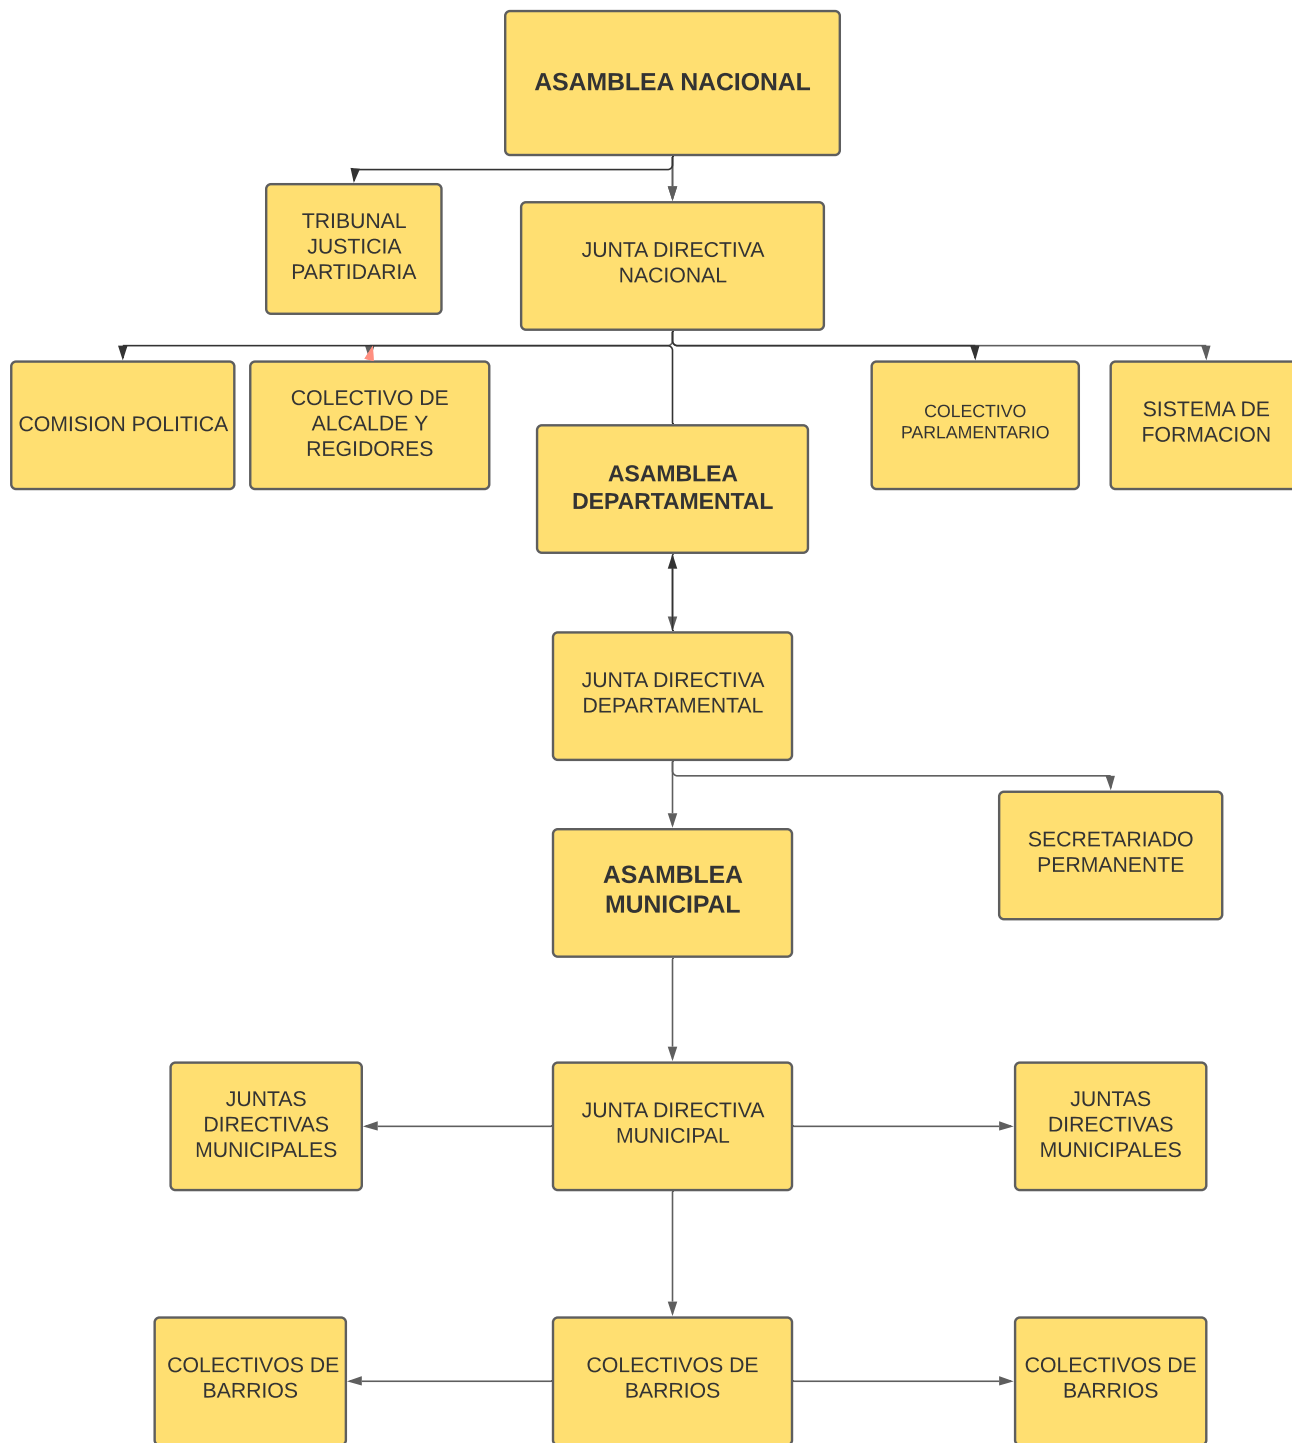 ASAMBLEA NACIONAL
TRIBUNAL
JUSTICIA
PARTIDARIA
JUNTA DIRECTIVA
NACIONAL
COMISION POLITICA
COLECTIVO DE
ALCALDE Y
REGIDORES
COLECTIVO
PARLAMENTARIO
SISTEMA DE
FORMACION
ASAMBLEA
DEPARTAMENTAL
JUNTA DIRECTIVA
DEPARTAMENTAL
SECRETARIADO
PERMANENTE
ASAMBLEA
MUNICIPAL
JUNTAS
DIRECTIVAS
MUNICIPALES
JUNTA DIRECTIVA
MUNICIPAL
JUNTAS
DIRECTIVAS
MUNICIPALES
COLECTIVOS DE
BARRIOS
COLECTIVOS DE
BARRIOS
COLECTIVOS DE
BARRIOS